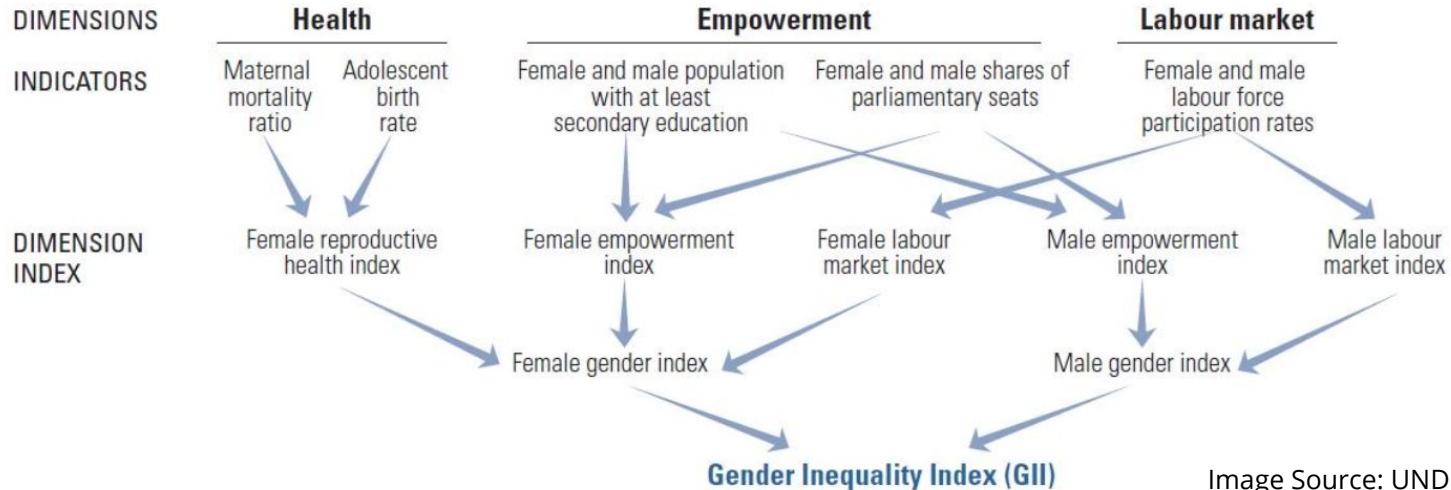 DIMENSIONS
Health
Empowerment
Labour market
INDICATORS
Maternal
mortality
ratio
Adolescent
birth
rate
Female and male population
with at least
secondary education
Female and male shares of
parliamentary seats
Female and male
labour force
participation rates
DIMENSION
INDEX
Female reproductive
health index
Female empowerment
index
Female labour
market index
Male empowerment
index
Male labour
market index
Female gender index
Male gender index
Gender Inequality Index (GII)
Image Source: UND